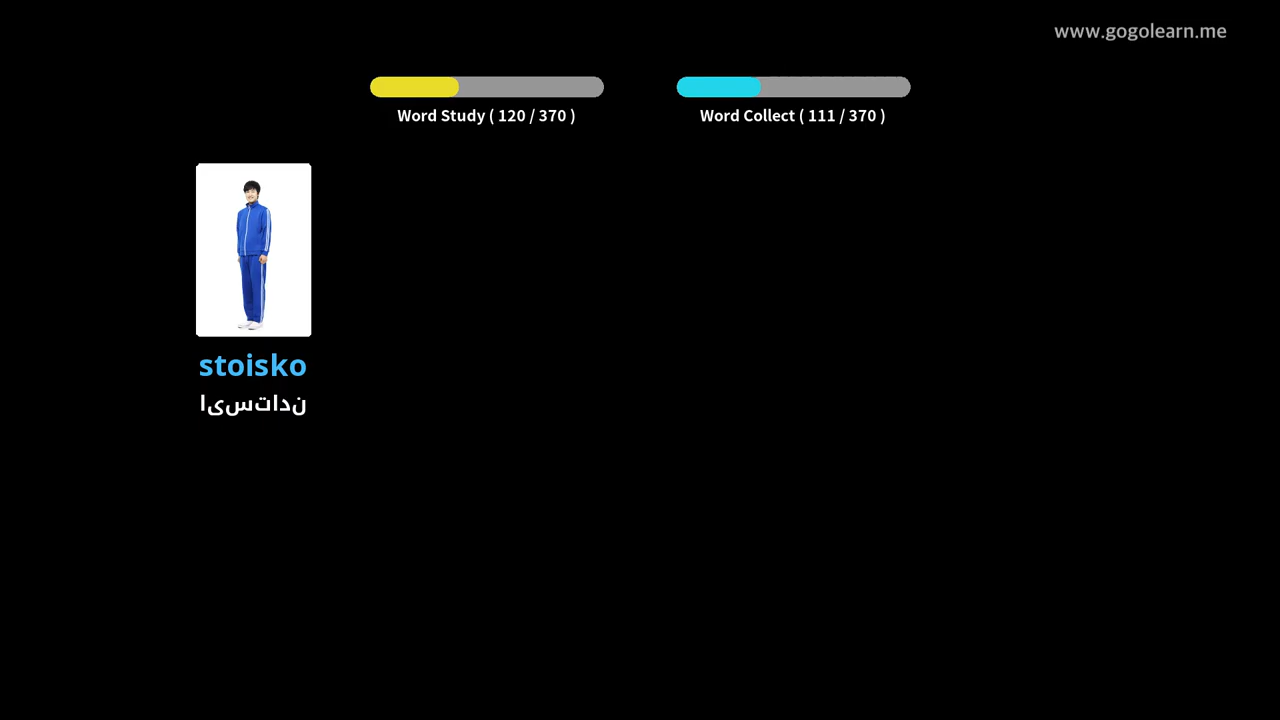 www.gogolearn.me
Word Study ( 120 / 370 )
Word Collect ( 111 / 370 )
stoisko
ایستادن